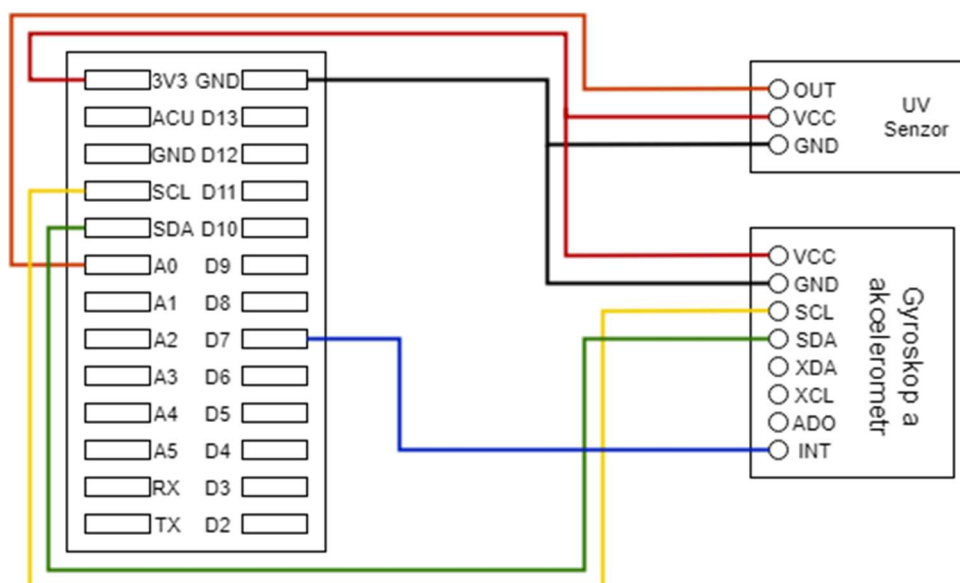 3V3 GND
ACU D13
GND D12
SCL D11
SDA D10
A0 D9
A1 D8
A2 D7
A3 D6
A4 D5
A5 D4
RX D3
TX D2
OUT
VCC
GND
UV
Senzor
VCC
GND
SCL
SDA
XDA
XCL
ADO
INT
Gyroskop a
akoelerometr